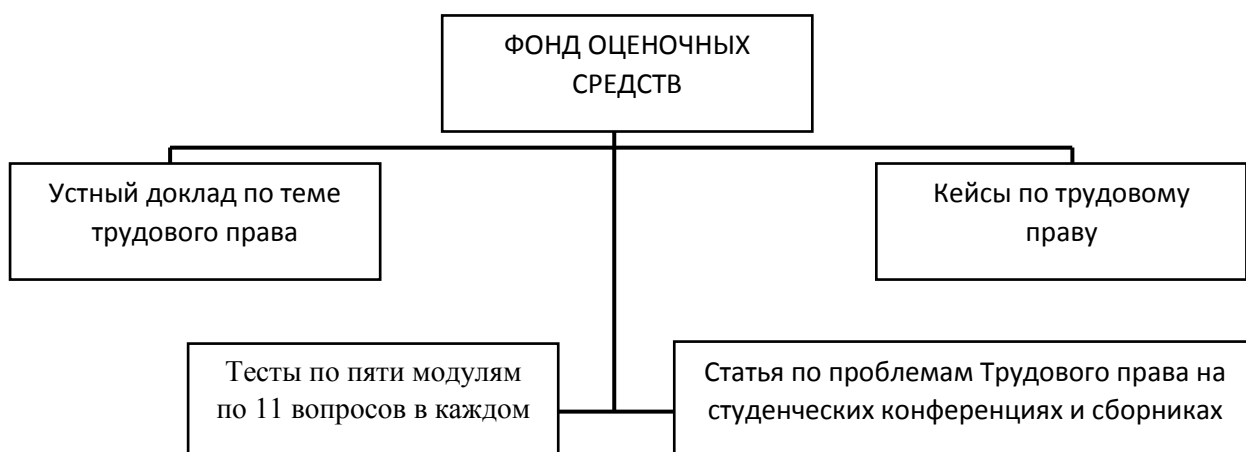 ФОНД ОЦЕНОЧНЫХ
СРЕДСТВ
Устный доклад по теме
трудового права
Кейсы по трудовому
праву
Тесты по пяти модулям
по 11 вопросов в каждом
Статья по проблемам Трудового права на
студенческих конференциях и сборниках